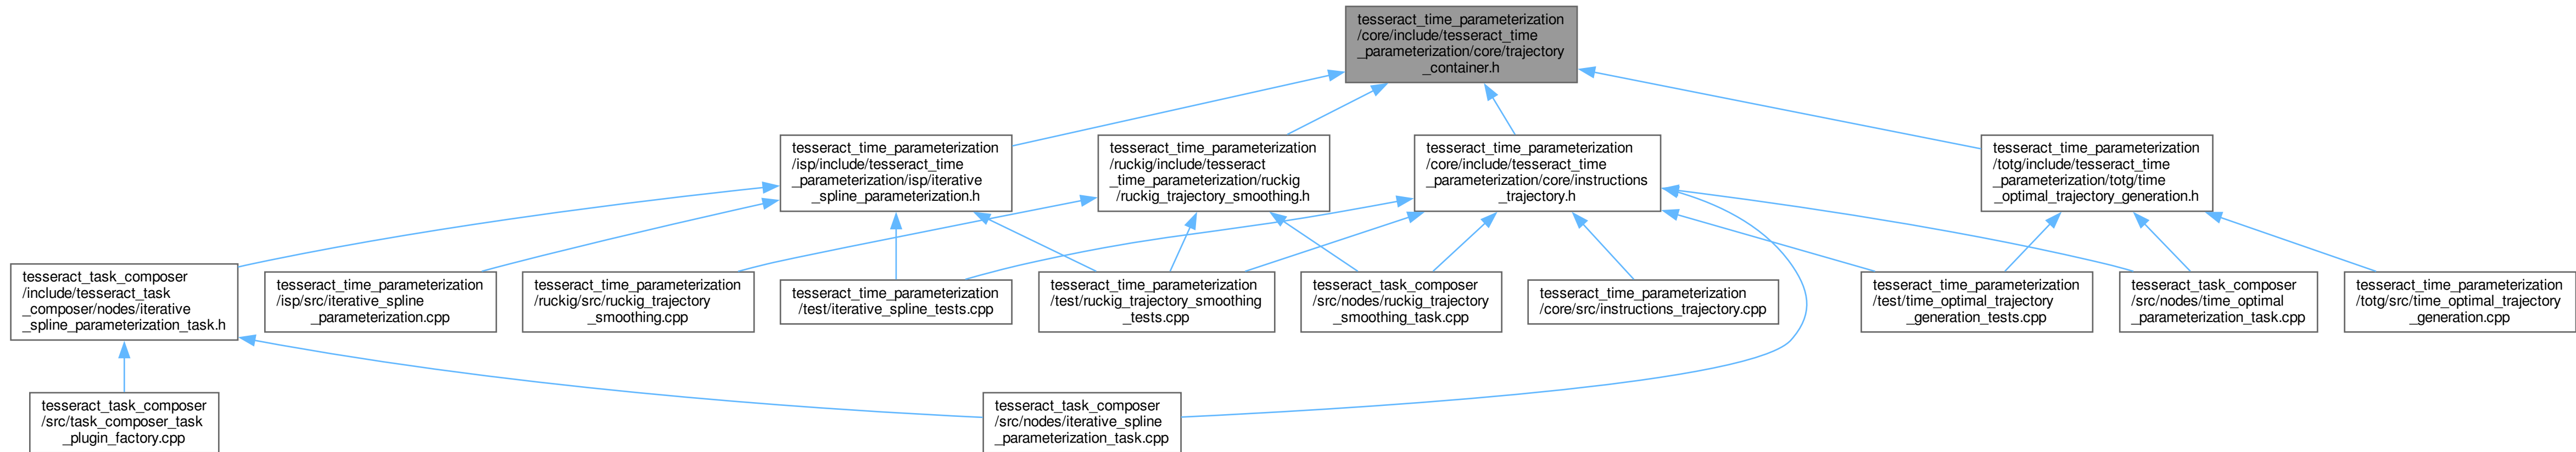 tesseract_time_parameterization
/core/include/tesseract_time
_parameterization/core/trajectory
_container.h
tesseract_time_parameterization
/isp/include/tesseract_time
_parameterization/isp/iterative
_spline_parameterization.h
tesseract_time_parameterization
/ruckig/include/tesseract
_time_parameterization/ruckig
/ruckig_trajectory_smoothing.h
tesseract_time_parameterization
/core/include/tesseract_time
_parameterization/core/instructions
_trajectory.h
tesseract_time_parameterization
/totg/include/tesseract_time
_parameterization/totg/time
_optimal_trajectory_generation.h
tesseract_task_composer
/include/tesseract_task
_composer/nodes/iterative
_spline_parameterization_task.h
tesseract_time_parameterization
/isp/src/iterative_spline
_parameterization.cpp
tesseract_time_parameterization
/ruckig/src/ruckig_trajectory
_smoothing.cpp
tesseract_time_parameterization
/test/iterative_spline_tests.cpp
tesseract_time_parameterization
/test/ruckig_trajectory_smoothing
_tests.cpp
tesseract_task_composer
/src/nodes/ruckig_trajectory
_smoothing_task.cpp
tesseract_time_parameterization
/core/src/instructions_trajectory.cpp
tesseract_time_parameterization
/test/time_optimal_trajectory
_generation_tests.cpp
tesseract_task_composer
/src/nodes/time_optimal
_parameterization_task.cpp
tesseract_time_parameterization
/totg/src/time_optimal_trajectory
_generation.cpp
tesseract_task_composer
/src/task_composer_task
_plugin_factory.cpp
tesseract_task_composer
/src/nodes/iterative_spline
_parameterization_task.cpp